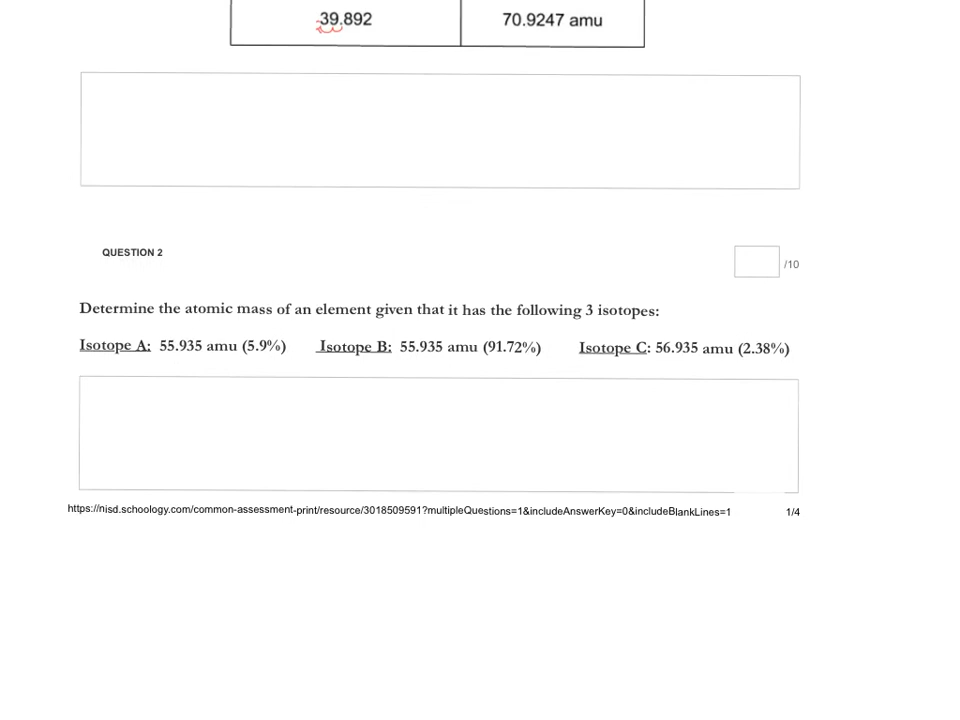 39.892 70.9247 amu
QUESTION 2
/10
Determine the atomic mass of an element given that it has the following 3 isotopes:
Isotope A: 55.935 amu (5.9%) Isotope B: 55.935 amu (91.72%) Isotope C: 56.935 amu (2.38%)
https://nisd.schoology.com/common-assessment-print/resource/3018509591?multipleQuestions=1&includeAnswerKey=0&includeBlankLines=1 1/4